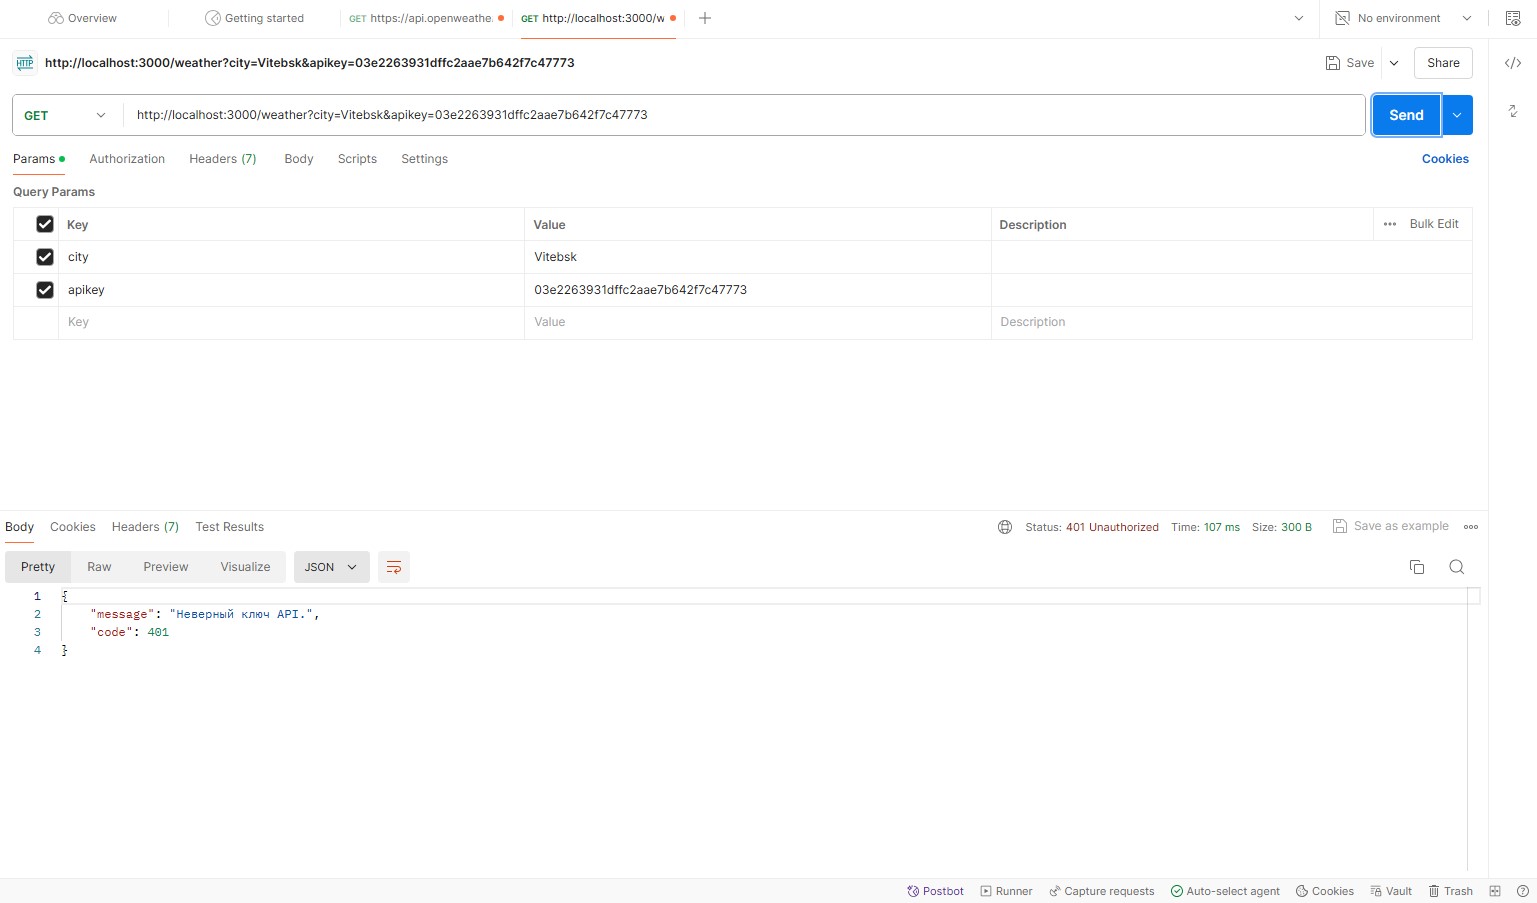 Overview
Getting started
GET https://api.openweathe.
GET http://localhost:3000/w
No environment
HTTP http://localhost:3000/weather?city=Vitebsk&apikey=03e2263931dffc2aae7b642f7c47773
Save
Share
GET
http://localhost:3000/weather?city=Vitebsk&apikey=03e2263931dffc2aae7b642f7c47773
Send
Params
Authorization
Headers (7)
Body
Scripts
Settings
Cookies
Query Params
Key Value Description Bulk Edit
city Vitebsk
apikey 03e2263931dffc2aae7b642f7c47773
Key Value Description
Body Cookies Headers (7) Test Results
Status: 401 Unauthorized Time: 107 ms Size: 300 B
Save as example
Pretty Raw Preview Visualize JSON
1 {
2 "message": "Неверный ключ API.",
3 "code": 401
4 }
Postbot Runner Capture requests Auto-select agent Cookies Vault Trash